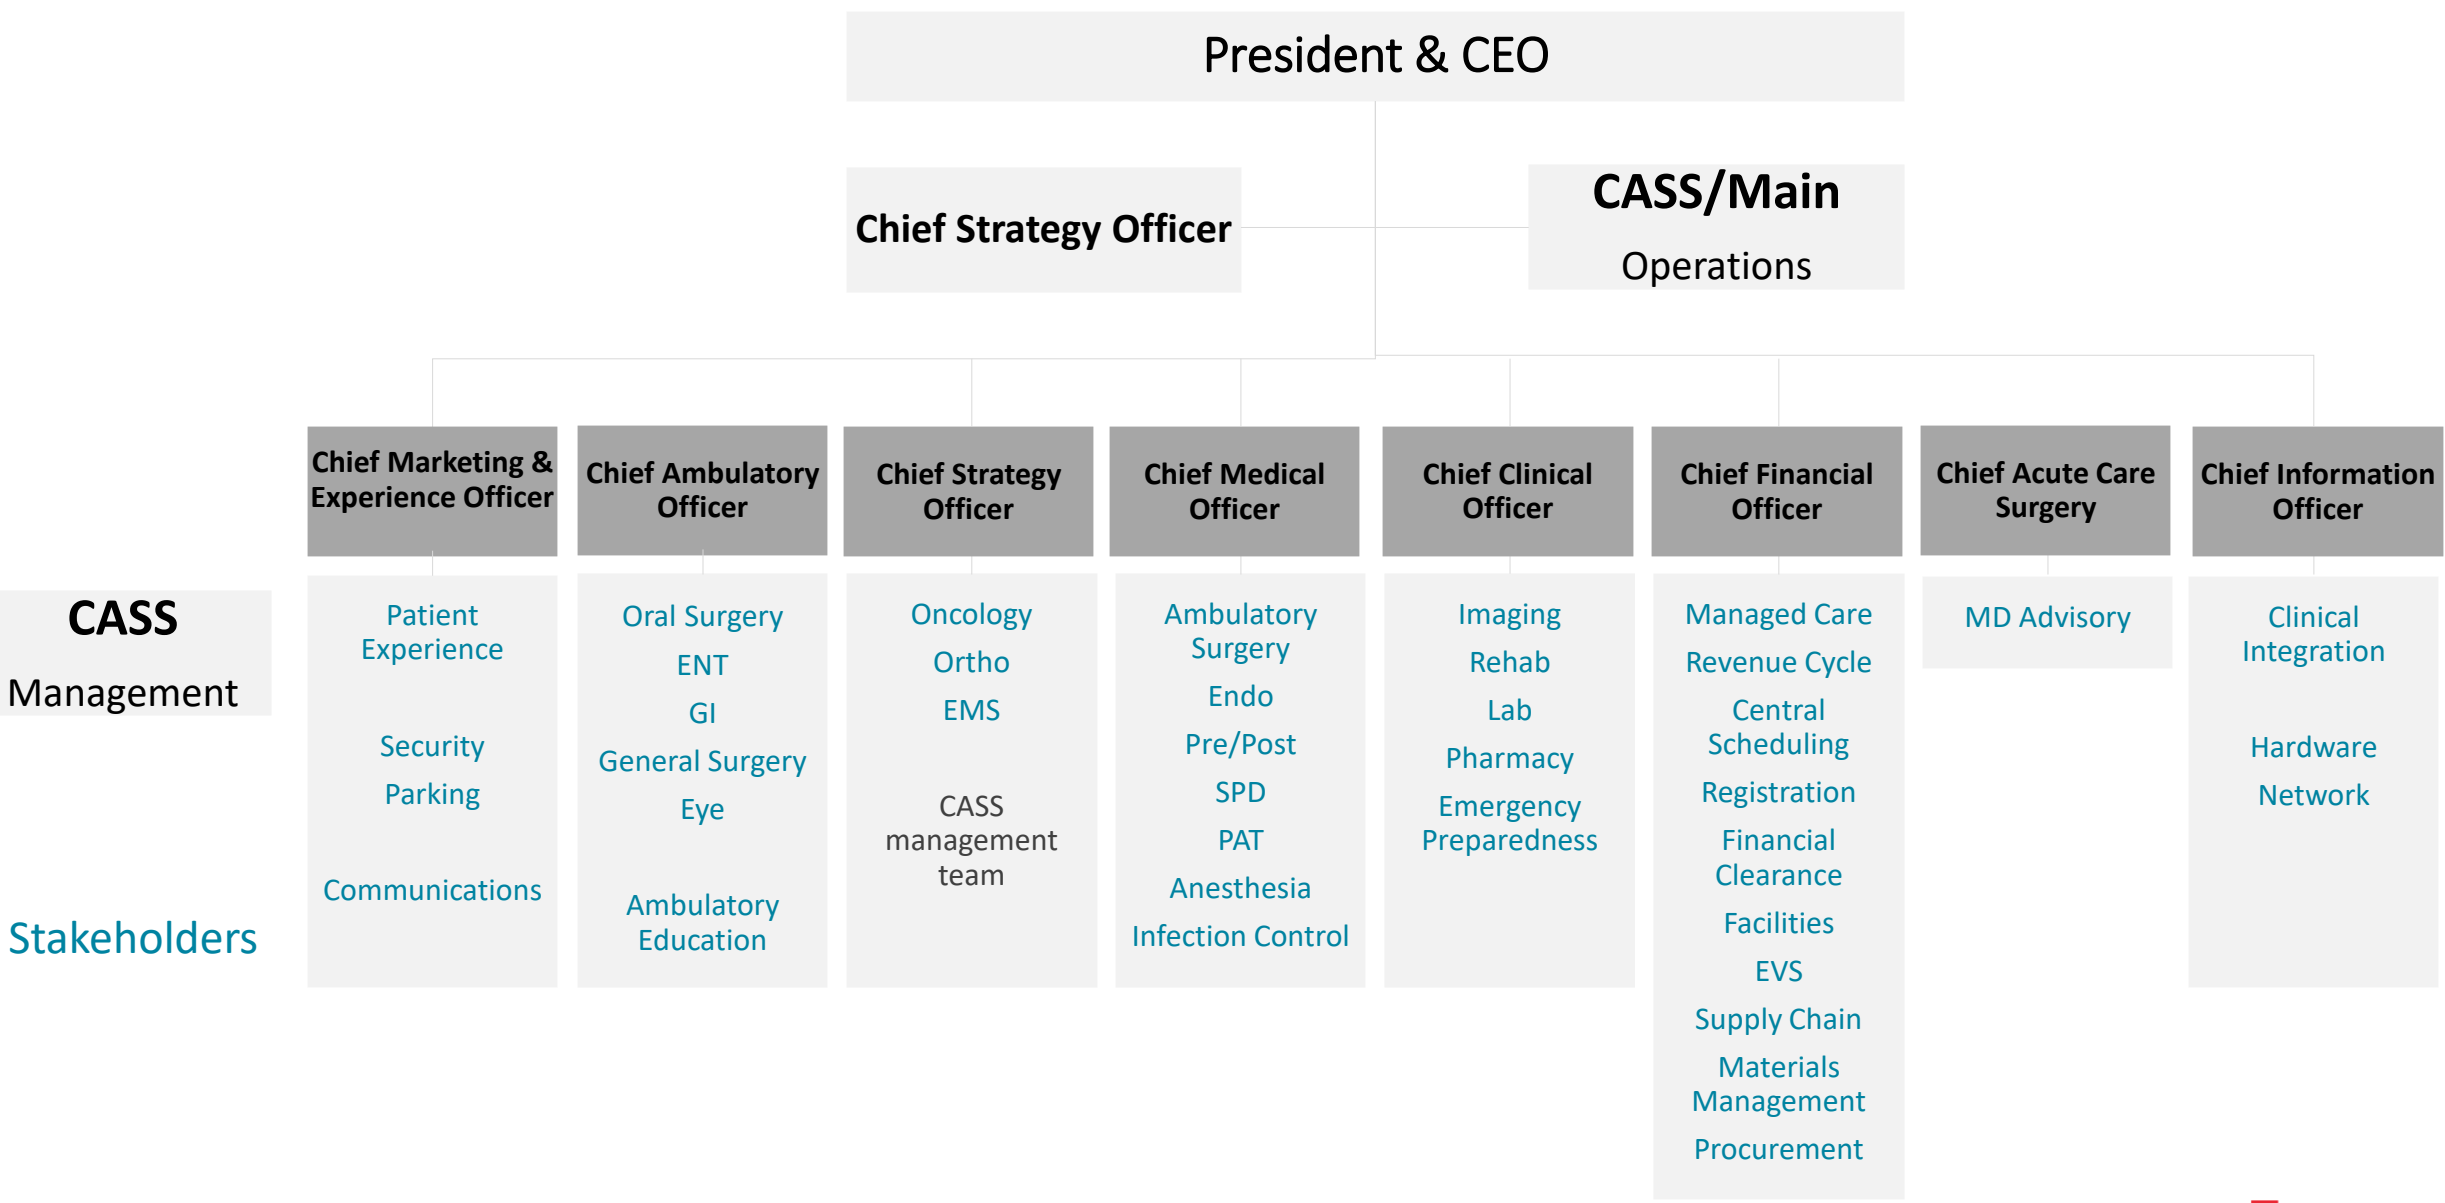 President & CEO
Chief Strategy Officer
CASS/Main
Operations
Chief Marketing &
Experience Officer
Chief Ambulatory
Officer
Chief Strategy
Officer
Chief Medical
Officer
Chief Clinical
Officer
Chief Financial
Officer
Chief Acute Care
Surgery
Chief Information
Officer
CASS
Management
Stakeholders
Patient
Experience
Security
Parking
Communications
Oral Surgery
ENT
GI
General Surgery
Eye
Ambulatory
Education
Oncology
Ortho
EMS
CASS
management
team
Ambulatory
Surgery
Endo
Pre/Post
SPD
PAT
Anesthesia
Infection Control
Imaging
Rehab
Lab
Pharmacy
Emergency
Preparedness
Managed Care
Revenue Cycle
Central
Scheduling
Registration
Financial
Clearance
Facilities
EVS
Supply Chain
Materials
Management
Procurement
MD Advisory
Clinical
Integration
Hardware
Network